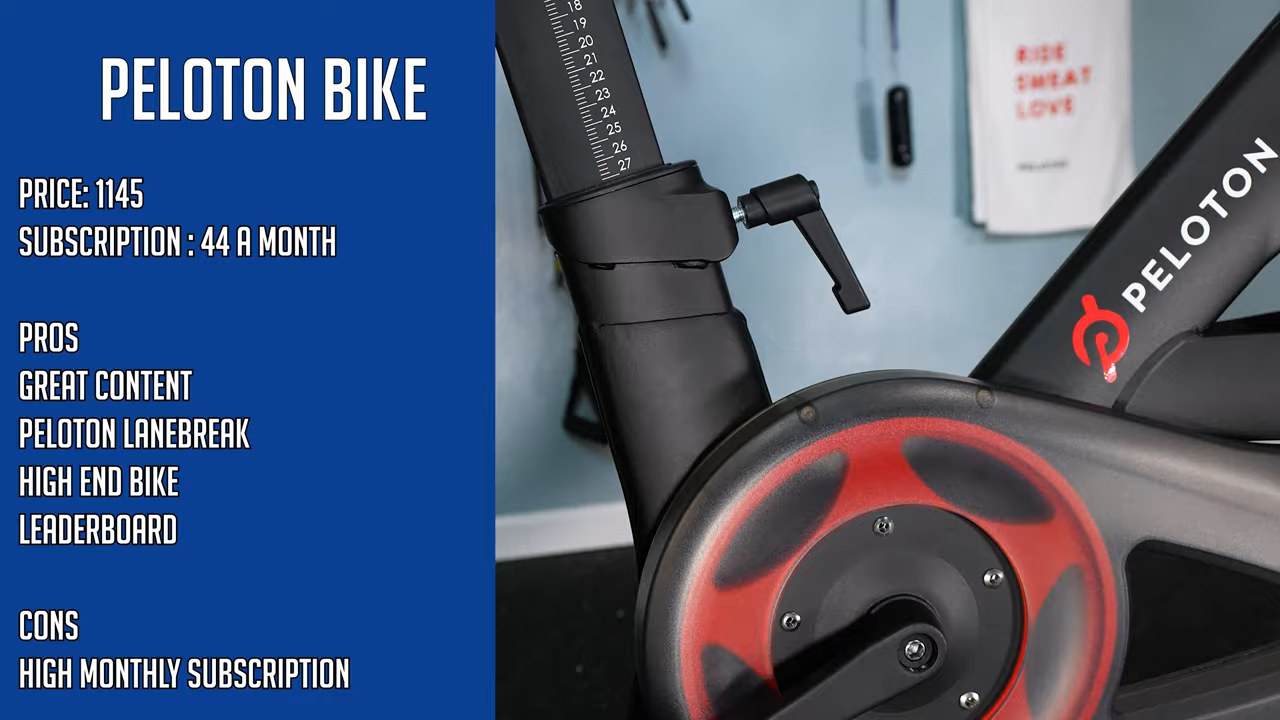 PELOTON BIKE
PRICE: 1145
SUBSCRIPTION : 44 A MONTH
PROS
GREAT CONTENT
PELOTON LANEBREAK
HIGH END BIKE
LEADERBOARD
CONS
HIGH MONTHLY SUBSCRIPTION
18
19
20
21
22
23
24
25
26
27
RIDE
SWEAT
LOVE
PELOTON